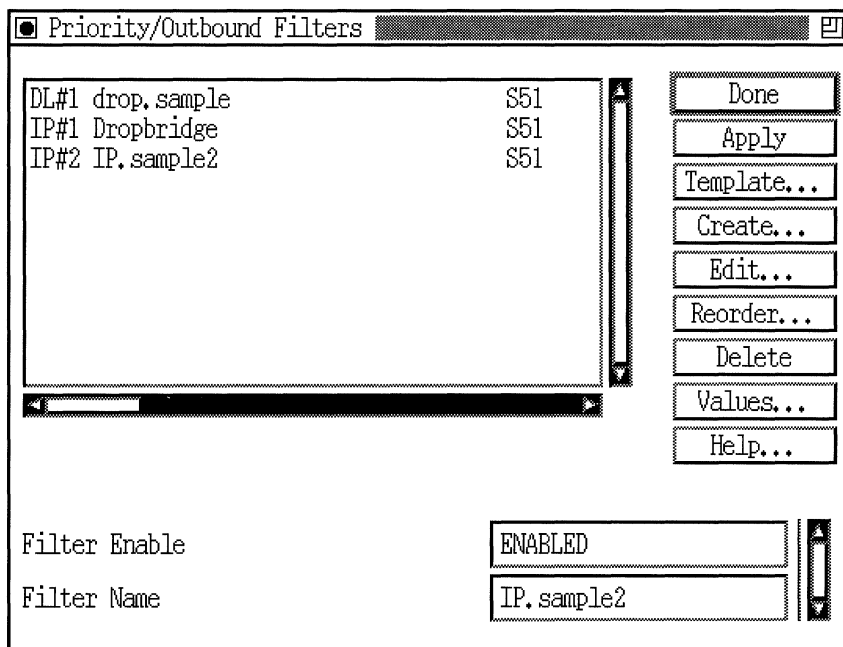 Priority/Outbound Filters
DL#1 drop.sample S51
IP#1 Dropbridge S51
IP#2 IP.sample2 S51
Done
Apply
Template...
Create...
Edit...
Reorder...
Delete
Values...
Help...
Filter Enable ENABLED
Filter Name IP.sample2